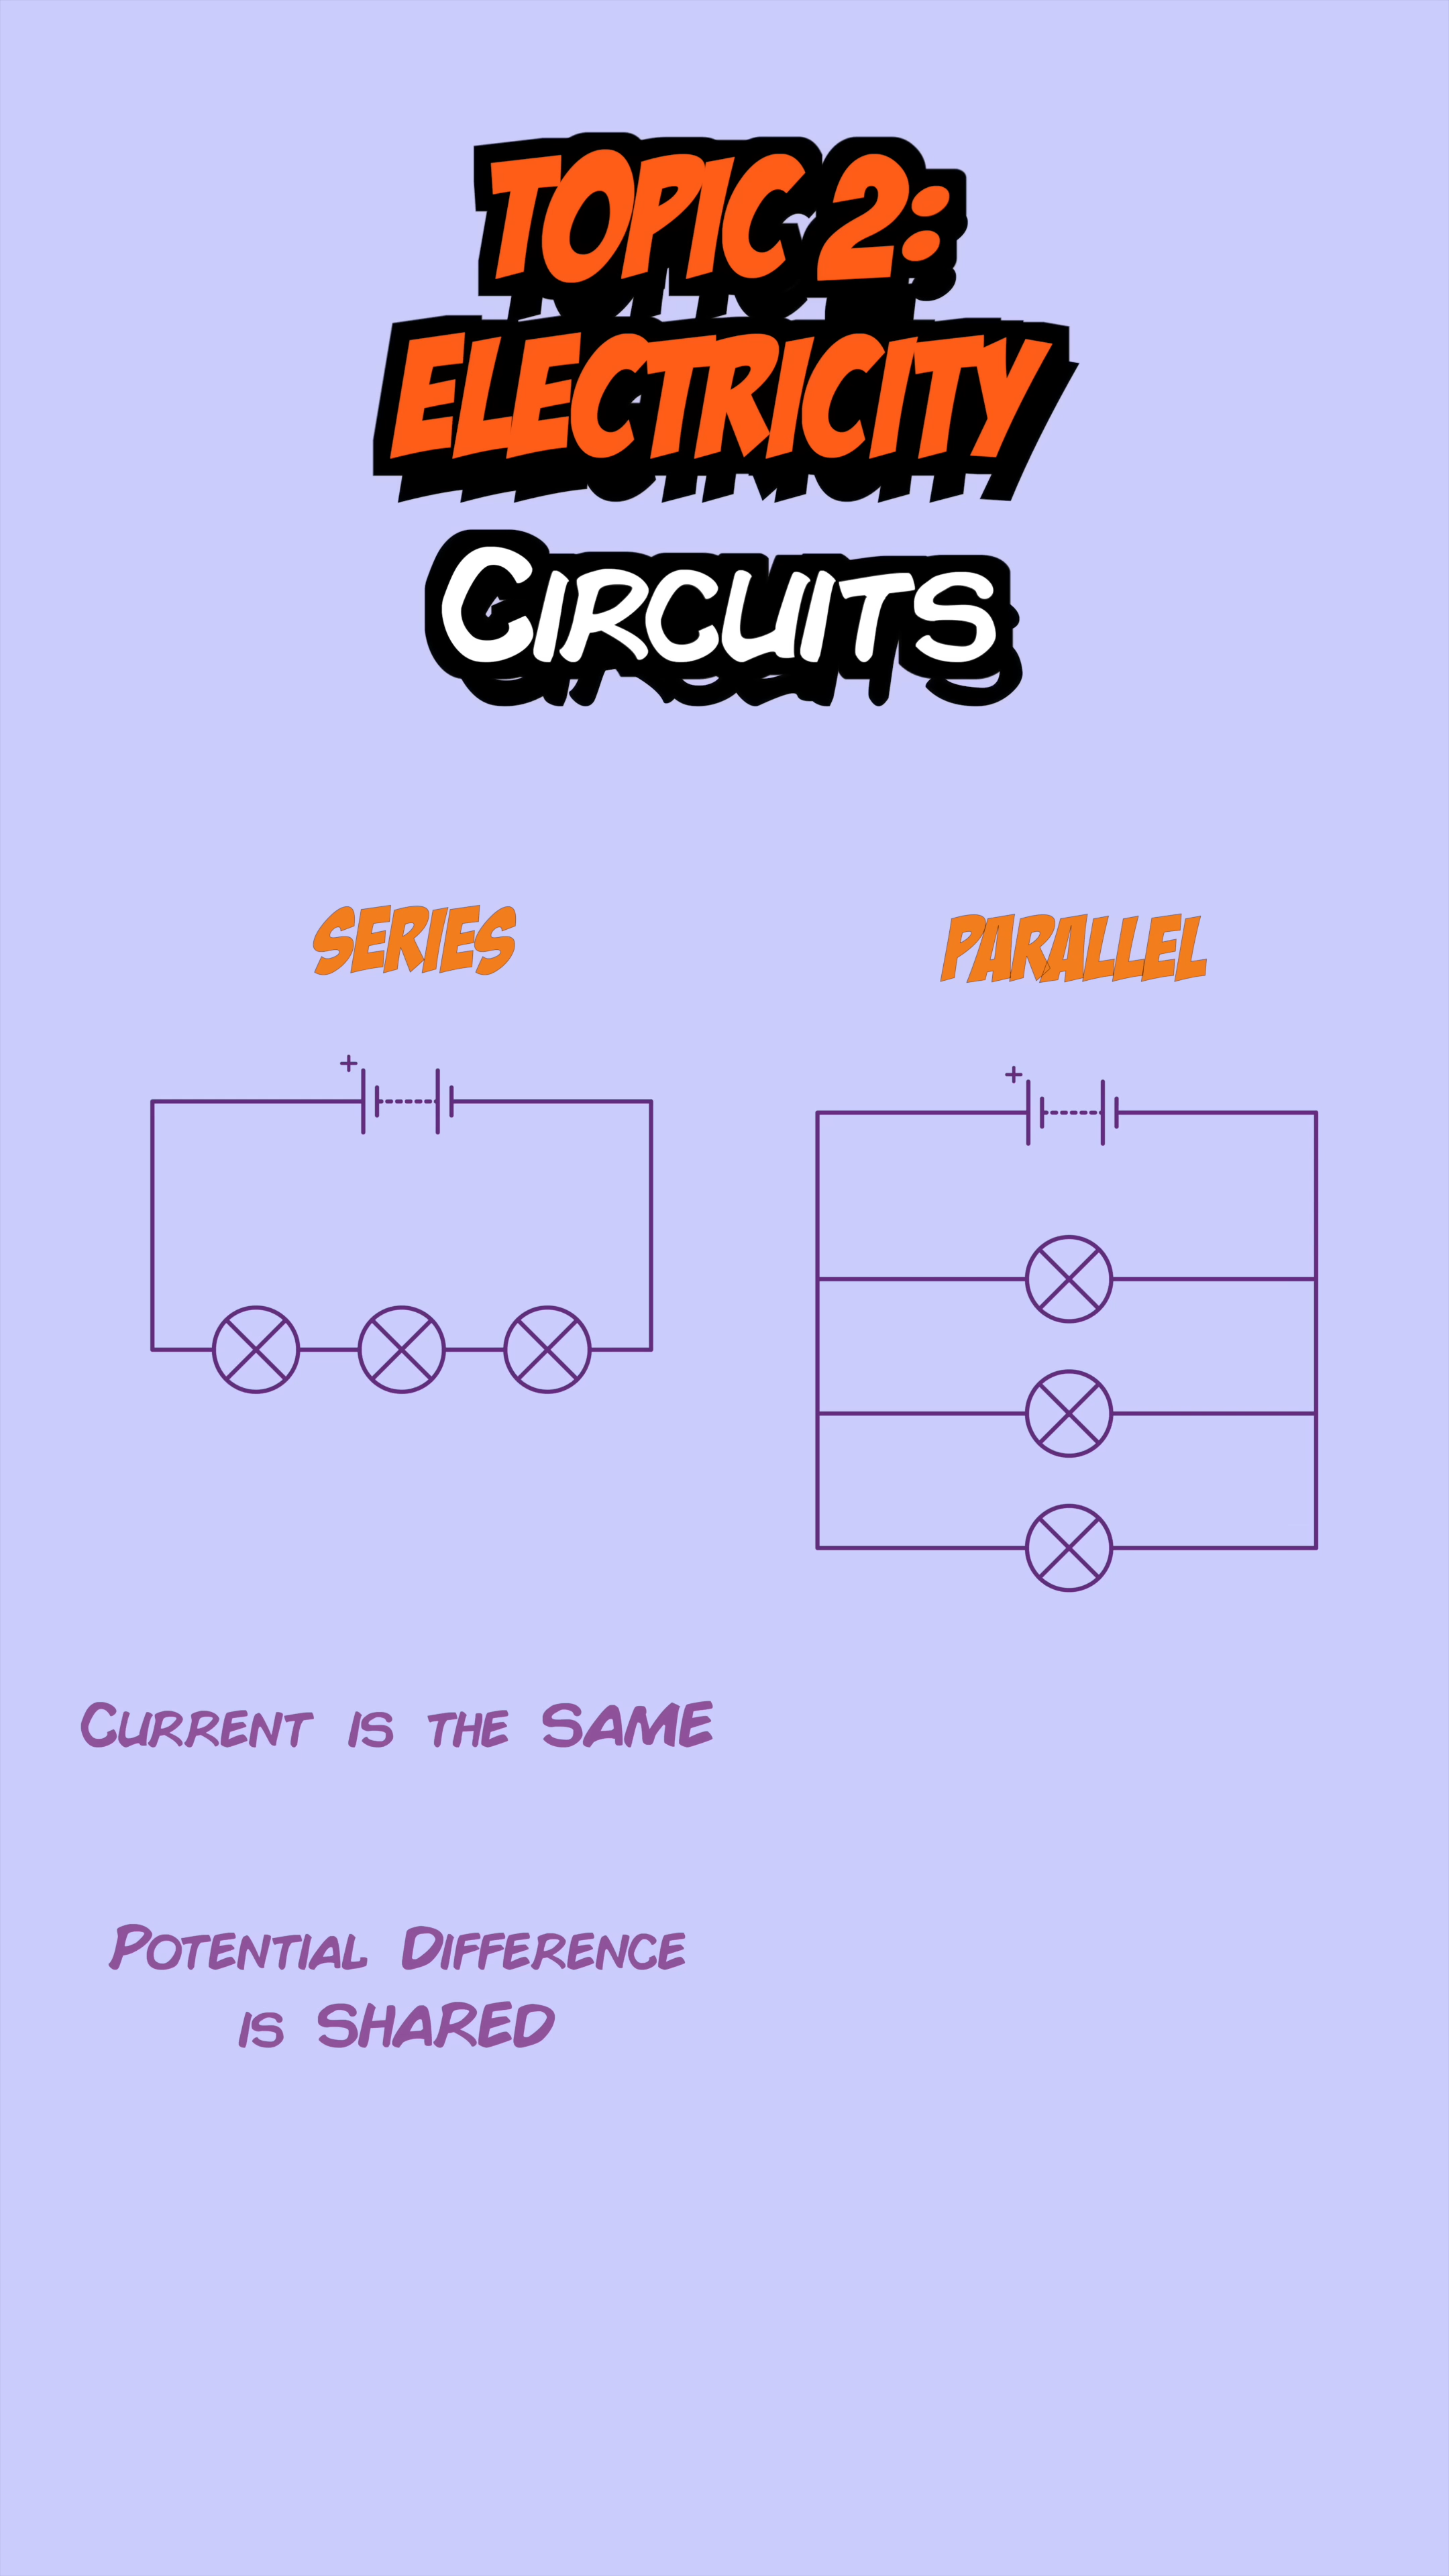 TOPIC 2:
ELECTRICITY
CIRCUITS
SERIES
PARALLEL
+
+
CURRENT IS THE SAME
POTENTIAL DIFFERENCE
IS SHARED